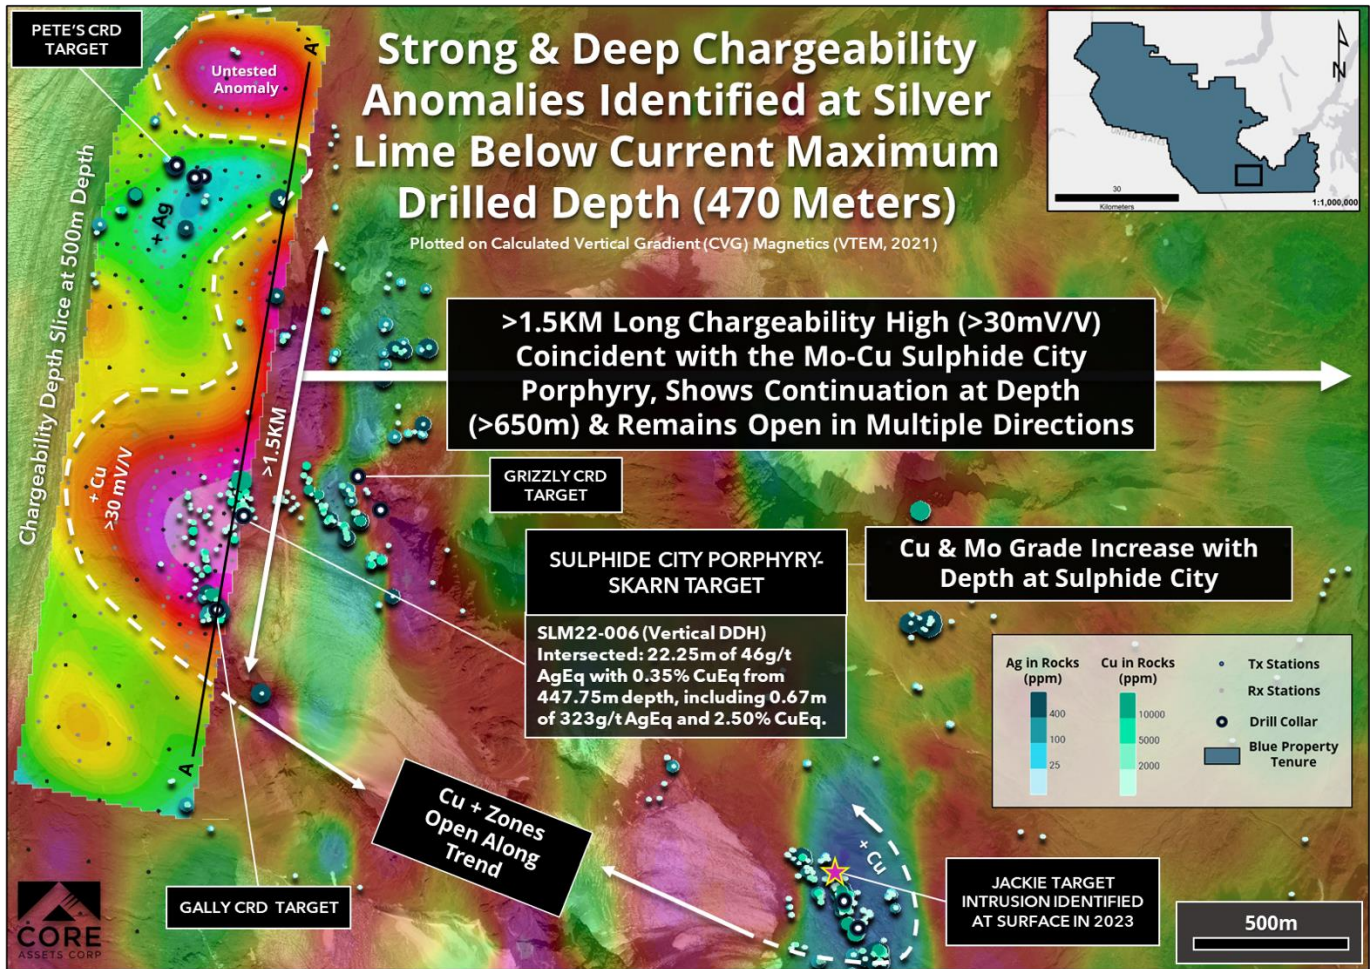 PETE'S CRD
TARGET
Untested
Anomaly
A'
Strong & Deep Chargeability
Anomalies Identified at Silver
Lime Below Current Maximum
Drilled Depth (470 Meters)
Plotted on Calculated Vertical Gradient (CVG) Magnetics (VTEM, 2021)
N
UNITED STATES
30
Kilometers
1:1,000,000
Chargeability Depth Slice at 500m Depth
+ Ag
>1.5KM Long Chargeability High (>30mV/V)
Coincident with the Mo-Cu Sulphide City
Porphyry, Shows Continuation at Depth
(>650m) & Remains Open in Multiple Directions
>1.5KM
+ Cu
>30 mV/V
GRIZZLY CRD
TARGET
SULPHIDE CITY PORPHYRY-
SKARN TARGET
SLM22-006 (Vertical DDH)
Intersected: 22.25m of 46g/t
AgEq with 0.35% CuEq from
447.75m depth, including 0.67m
of 323g/t AgEq and 2.50% CuEq.
Cu & Mo Grade Increase with
Depth at Sulphide City
Ag in Rocks
(ppm)
400
100
25
Cu in Rocks
(ppm)
10000
5000
2000
Tx Stations
Rx Stations
Drill Collar
Blue Property
Tenure
A
Cu + Zones
Open Along
Trend
+ Cu
GALLY CRD TARGET
JACKIE TARGET
INTRUSION IDENTIFIED
AT SURFACE IN 2023
500m
CORE
ASSETS CORP